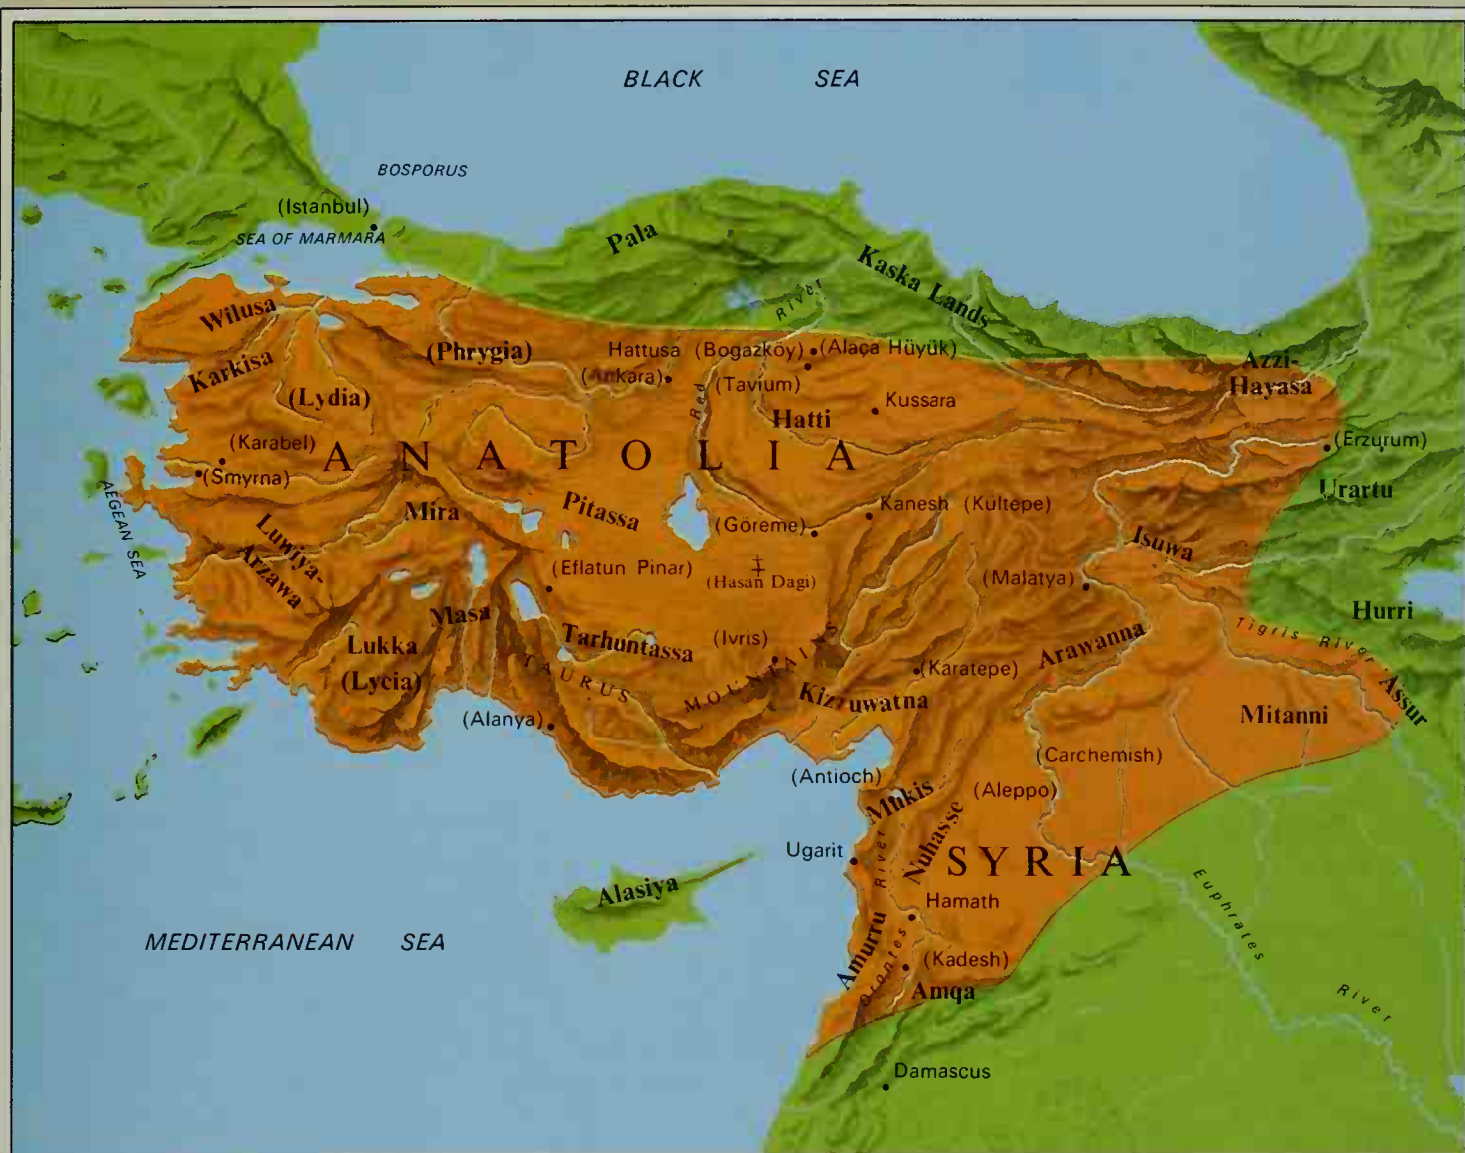 BLACK SEA
BOSPORUS
(Istanbul)
SEA OF MARMARA
Pala
Kaska Lands
River
Wilusa
Karkisa
(Phrygia)
Hattusa (Bogazköy)
(Alaça Hüyük)
(Ankara)
(Tavium)
Azzi-
Hayasa
(Lydia)
Red
Hatti
Kussara
(Karabel)
(Smyrna)
ANATOLIA
(Erzurum)
Urartu
AEGEAN SEA
Mira
Pitassa
(Göreme)
Kanesh (Kültepe)
Luwiya-
Arzawa
Isuwa
(Eflatun Pinar)
(Hasan Dagi)
(Malatya)
Hurri
Masa
Lukka
(Lycia)
Tarhuntassa
(Ivris)
TAURUS MOUNTAINS
(Karatepe)
Arawanna
Tigris River
Assur
Kizzuwatna
Mitanni
(Alanya)
(Antioch)
(Carchemish)
(Aleppo)
Mukis
Nuhasse
Ugarit
SYRIA
Alasiya
Hamath
Euphrates River
MEDITERRANEAN SEA
Amurru
Orontes River
(Kadesh)
Amqa
Damascus